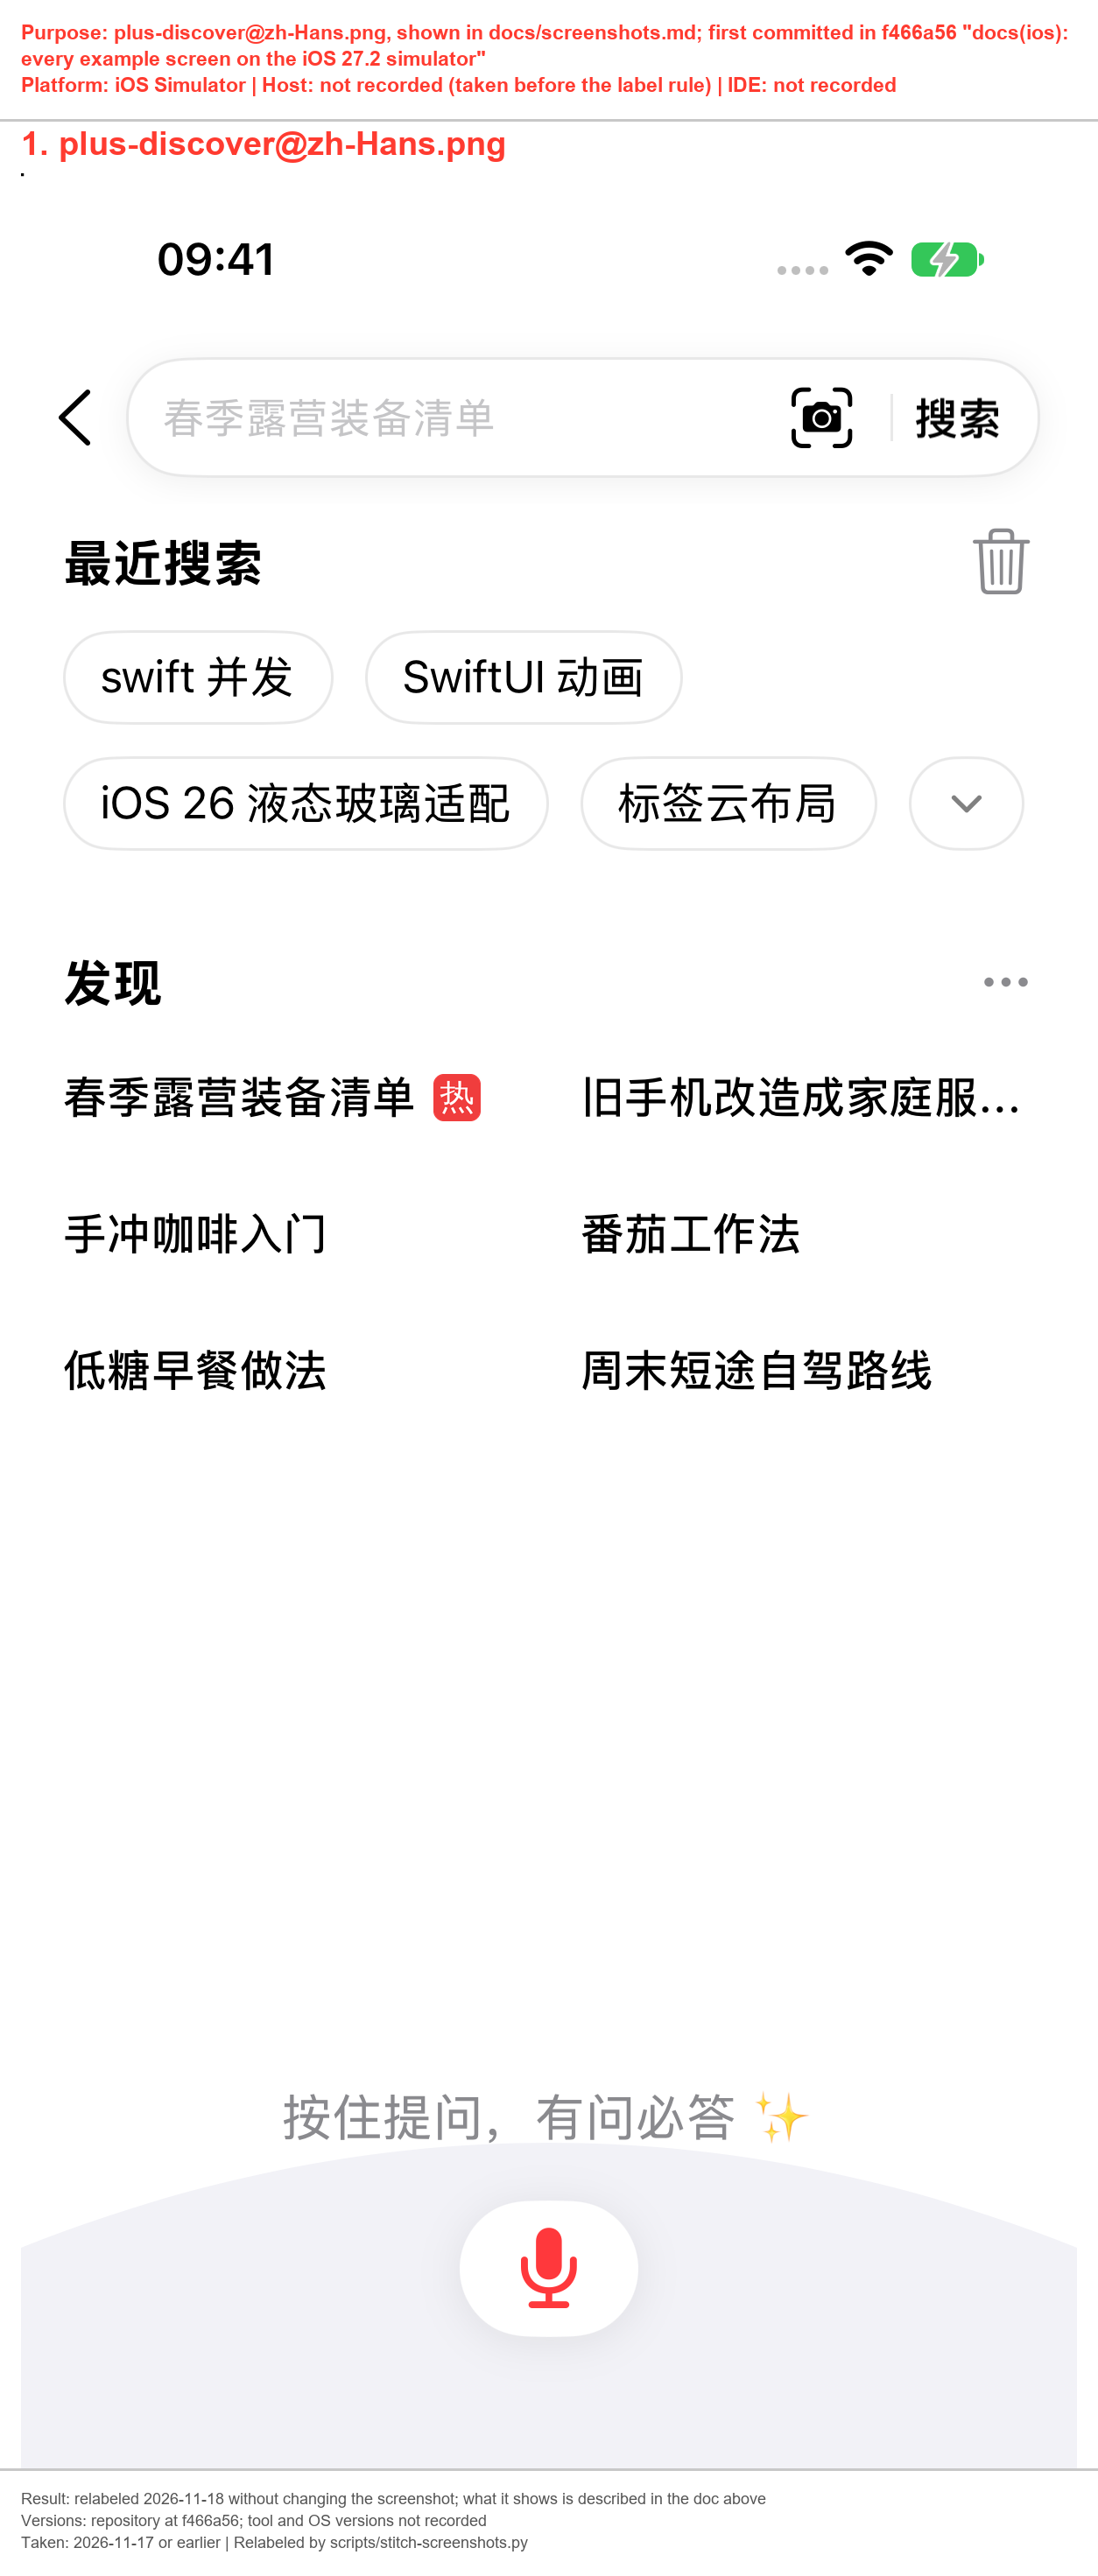 Purpose: plus-discover@zh-Hans.png, shown in docs/screenshots.md; first committed in f466a56 "docs(ios):
every example screen on the iOS 27.2 simulator"
Platform: iOS Simulator | Host: not recorded (taken before the label rule) | IDE: not recorded
1. plus-discover@zh-Hans.png
.
09:41
春季露营装备清单 搜索
最近搜索
swift 并发 SwiftUI 动画
iOS 26 液态玻璃适配 标签云布局
发现
春季露营装备清单 热 旧手机改造成家庭服...
手冲咖啡入门 番茄工作法
低糖早餐做法 周末短途自驾路线
按住提问，有问必答 ✨
Result: relabeled 2026-11-18 without changing the screenshot; what it shows is described in the doc above
Versions: repository at f466a56; tool and OS versions not recorded
Taken: 2026-11-17 or earlier | Relabeled by scripts/stitch-screenshots.py